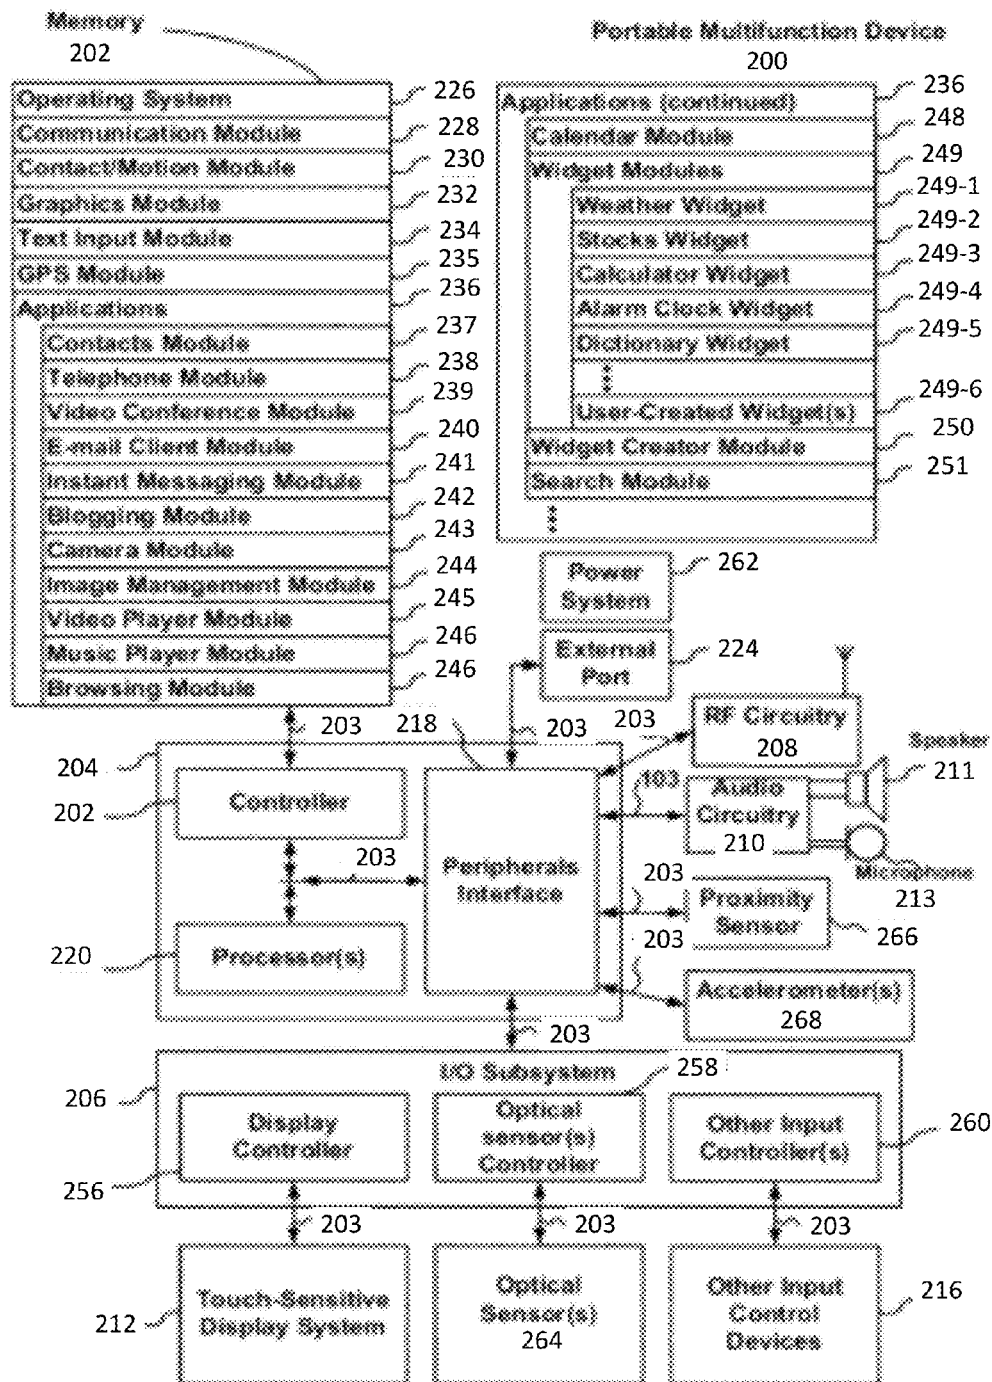 Memory
202
Operating System 226
Communication Module 228
Contact/Motion Module 230
Graphics Module 232
Text Input Module 234
GPS Module 235
Applications 236
Contacts Module 237
Telephone Module 238
Video Conference Module 239
E-mail Client Module 240
Instant Messaging Module 241
Blogging Module 242
Camera Module 243
Image Management Module 244
Video Player Module 245
Music Player Module 246
Browsing Module 246
Portable Multifunction Device
200
Applications (continued) 236
Calendar Module 248
Widget Modules 249
Weather Widget 249-1
Stocks Widget 249-2
Calculator Widget 249-3
Alarm Clock Widget 249-4
Dictionary Widget 249-5
User-Created Widget(s) 249-6
Widget Creator Module 250
Search Module 251
Power
System
262
External
Port
224
203
218
203
203
RF Circuitry
208
Speaker
211
204
202
Controller
103
Audio
Circuitry
210
203
Peripherals
Interface
Microphone
213
203
Proximity
Sensor
266
220
Processor(s)
203
Accelerometer(s)
268
203
I/O Subsystem
258
206
Display
Controller
256
Optical
sensor(s)
Controller
Other Input
Controller(s)
260
203
203
203
212
Touch-Sensitive
Display System
Optical
Sensor(s)
264
Other Input
Control
Devices
216